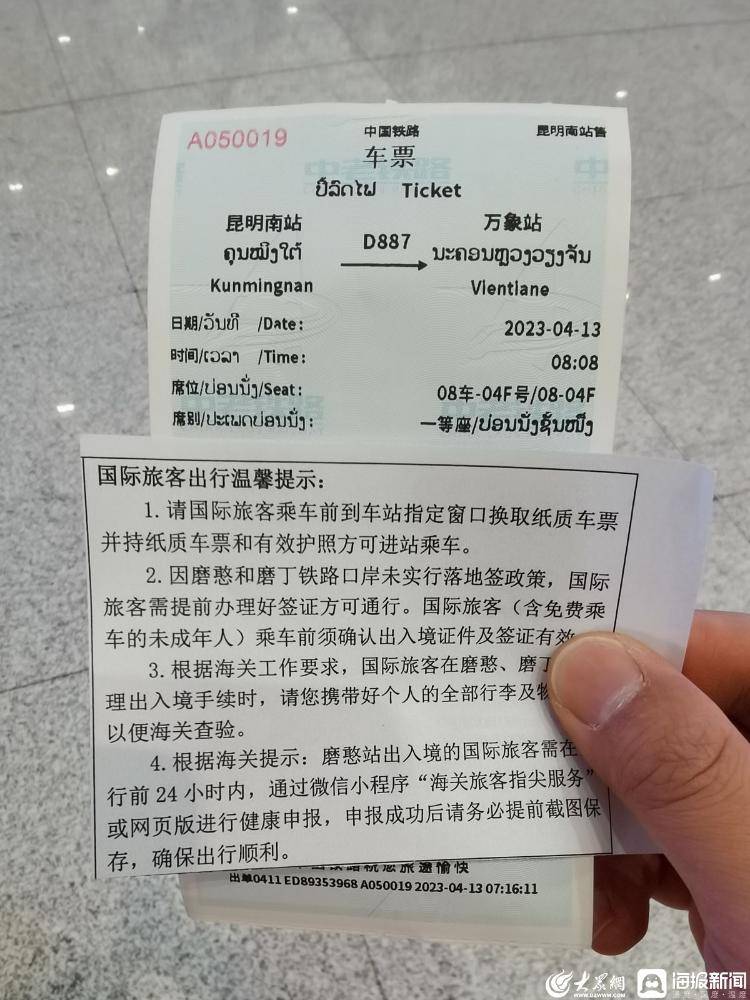 A050019
中国铁路
昆明南站售
车票
ປີ້ລົດໄຟ Ticket
昆明南站
D887
万象站
ຄຸນໝິງໃຕ້
ນະຄອນຫຼວງວຽງຈັນ
Kunmingnan
Vientiane
日期/ວັນທີ /Date: 2023-04-13
时间/ເວລາ /Time: 08:08
席位/ບ່ອນນັ່ງ/Seat: 08车-04F号/08-04F
席别/ປະເພດບ່ອນນັ່ງ: 一等座/ບ່ອນນັ່ງຊັ້ນໜຶ່ງ
国际旅客出行温馨提示:
1. 请国际旅客乘车前到车站指定窗口换取纸质车票
并持纸质车票和有效护照方可进站乘车。
2. 因磨憨和磨丁铁路口岸未实行落地签政策，国际
旅客需提前办理好签证方可通行。国际旅客（含免费乘
车的未成年人）乘车前须确认出入境证件及签证有效
3. 根据海关工作要求，国际旅客在磨憨、磨丁
理出入境手续时，请您携带好个人的全部行李及物
以便海关查验。
4. 根据海关提示：磨憨站出入境的国际旅客需在
行前 24 小时内，通过微信小程序“海关旅客指尖服务”
或网页版进行健康申报，申报成功后请务必提前截图保
存，确保出行顺利。
铁路祝您旅途愉快
出单0411 ED89353968 A050019 2023-04-13 07:16:11
大众网
www.dzwww.com
海报新闻